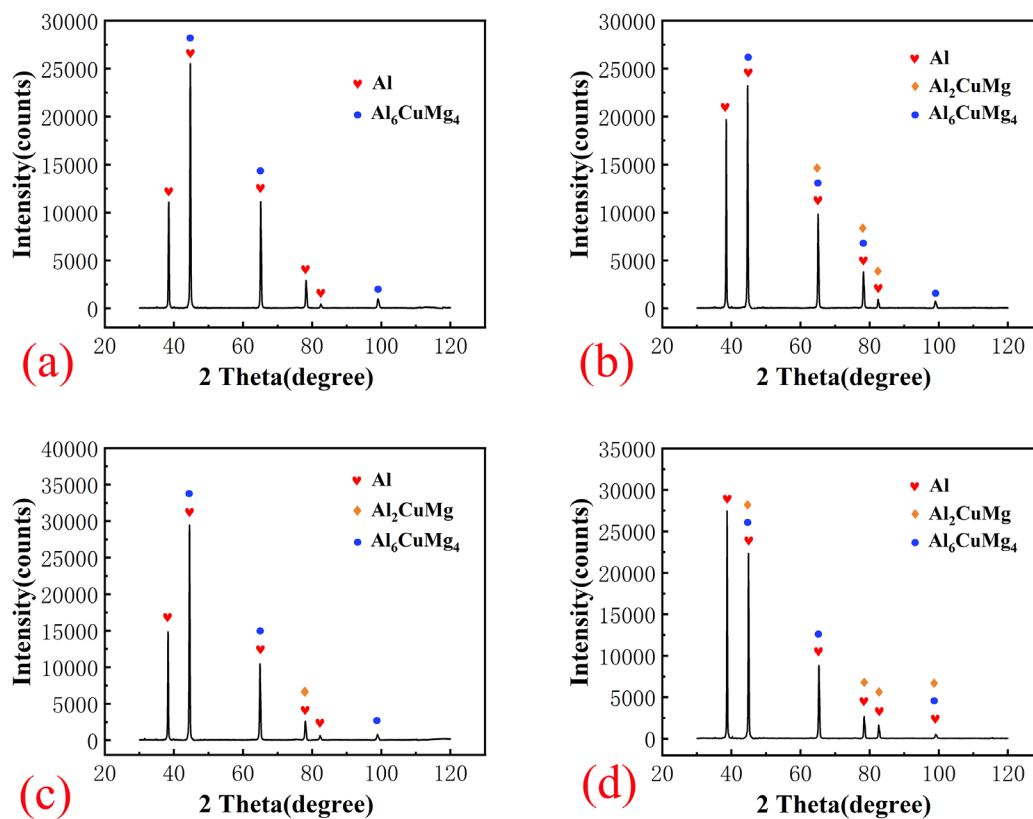 30000
25000
20000
15000
10000
5000
0
Intensity(counts)
Al
Al₆CuMg₄
20 40 60 80 100 120
2 Theta(degree)
(a)
30000
25000
20000
15000
10000
5000
0
Intensity(counts)
Al
Al₂CuMg
Al₆CuMg₄
20 40 60 80 100 120
2 Theta(degree)
(b)
40000
35000
30000
25000
20000
15000
10000
5000
0
Intensity(counts)
Al
Al₂CuMg
Al₆CuMg₄
20 40 60 80 100 120
2 Theta(degree)
(c)
35000
30000
25000
20000
15000
10000
5000
0
Intensity(counts)
Al
Al₂CuMg
Al₆CuMg₄
20 40 60 80 100 120
2 Theta(degree)
(d)